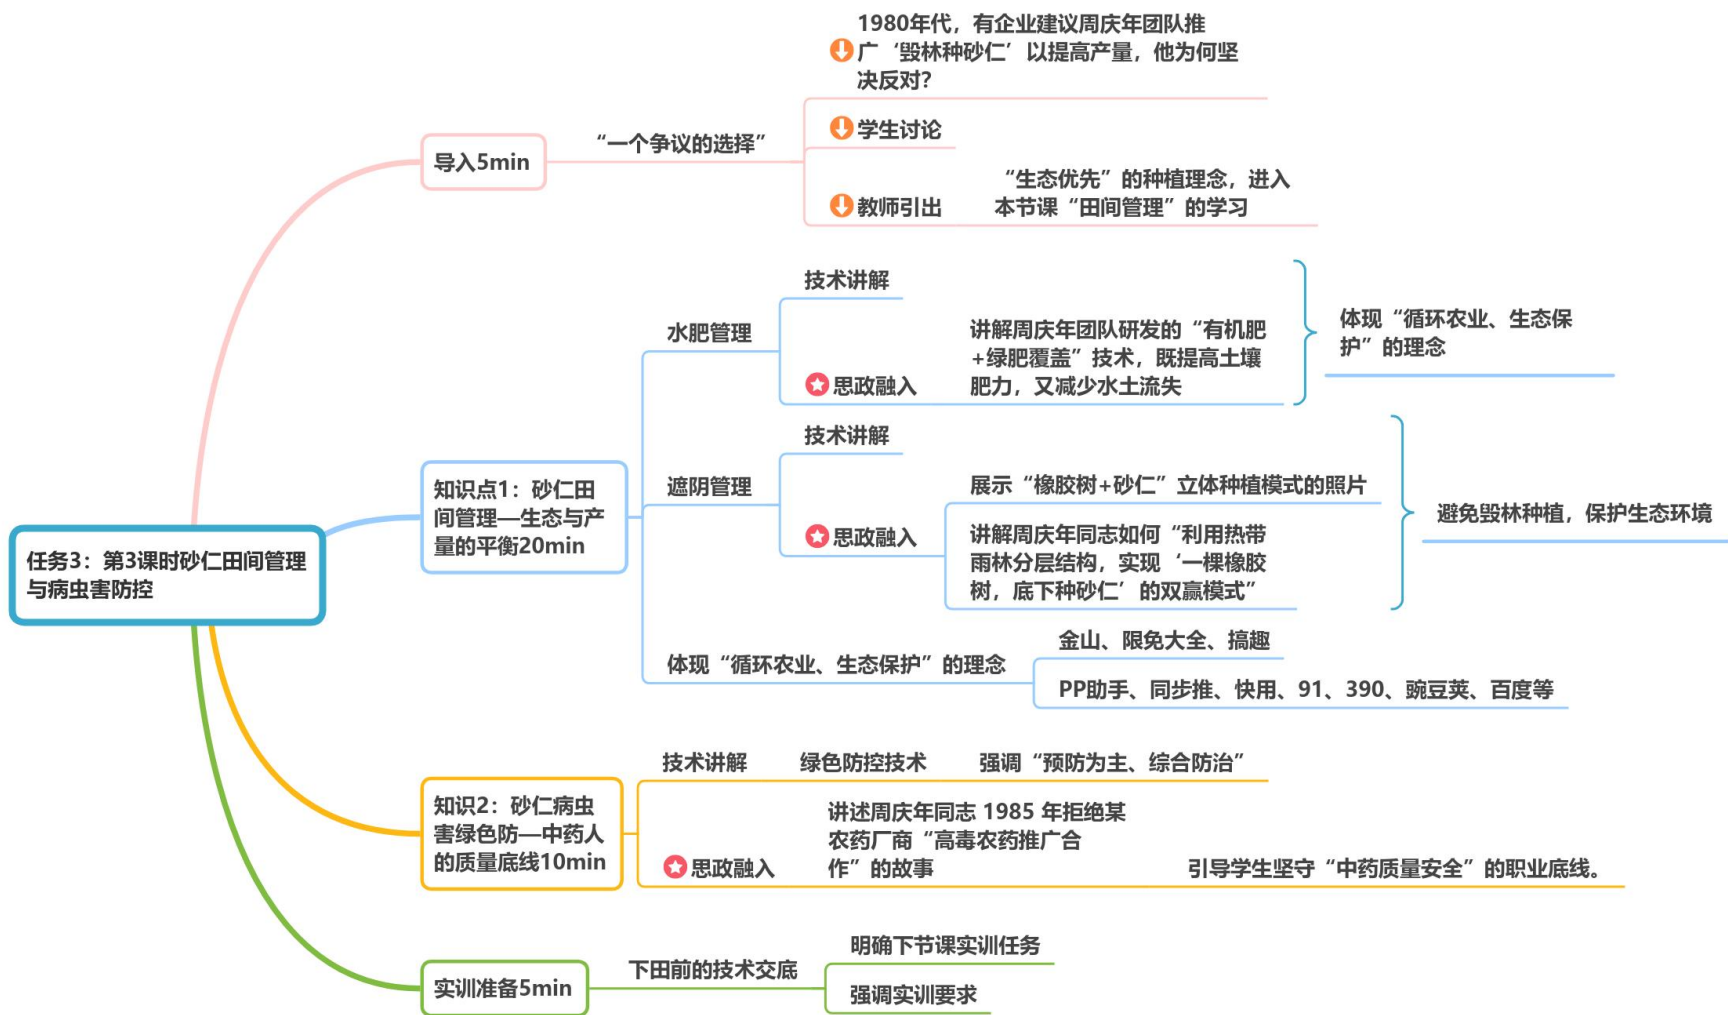 任务3：第3课时砂仁田间管理
与病虫害防控
导入5min
“一个争议的选择”
1980年代，有企业建议周庆年团队推
广‘毁林种砂仁’以提高产量，他为何坚
决反对？
学生讨论
教师引出
“生态优先”的种植理念，进入
本节课“田间管理”的学习
知识点1：砂仁田
间管理—生态与产
量的平衡20min
水肥管理
技术讲解
思政融入
讲解周庆年团队研发的“有机肥
+绿肥覆盖”技术，既提高土壤
肥力，又减少水土流失
体现“循环农业、生态保
护”的理念
遮阴管理
技术讲解
思政融入
展示“橡胶树+砂仁”立体种植模式的照片
讲解周庆年同志如何“利用热带
雨林分层结构，实现‘一棵橡胶
树，底下种砂仁’的双赢模式”
避免毁林种植，保护生态环境
体现“循环农业、生态保护”的理念
金山、限免大全、搞趣
PP助手、同步推、快用、91、390、豌豆荚、百度等
知识2：砂仁病虫
害绿色防—中药人
的质量底线10min
技术讲解
绿色防控技术
强调“预防为主、综合防治”
思政融入
讲述周庆年同志 1985 年拒绝某
农药厂商“高毒农药推广合
作”的故事
引导学生坚守“中药质量安全”的职业底线。
实训准备5min
下田前的技术交底
明确下节课实训任务
强调实训要求